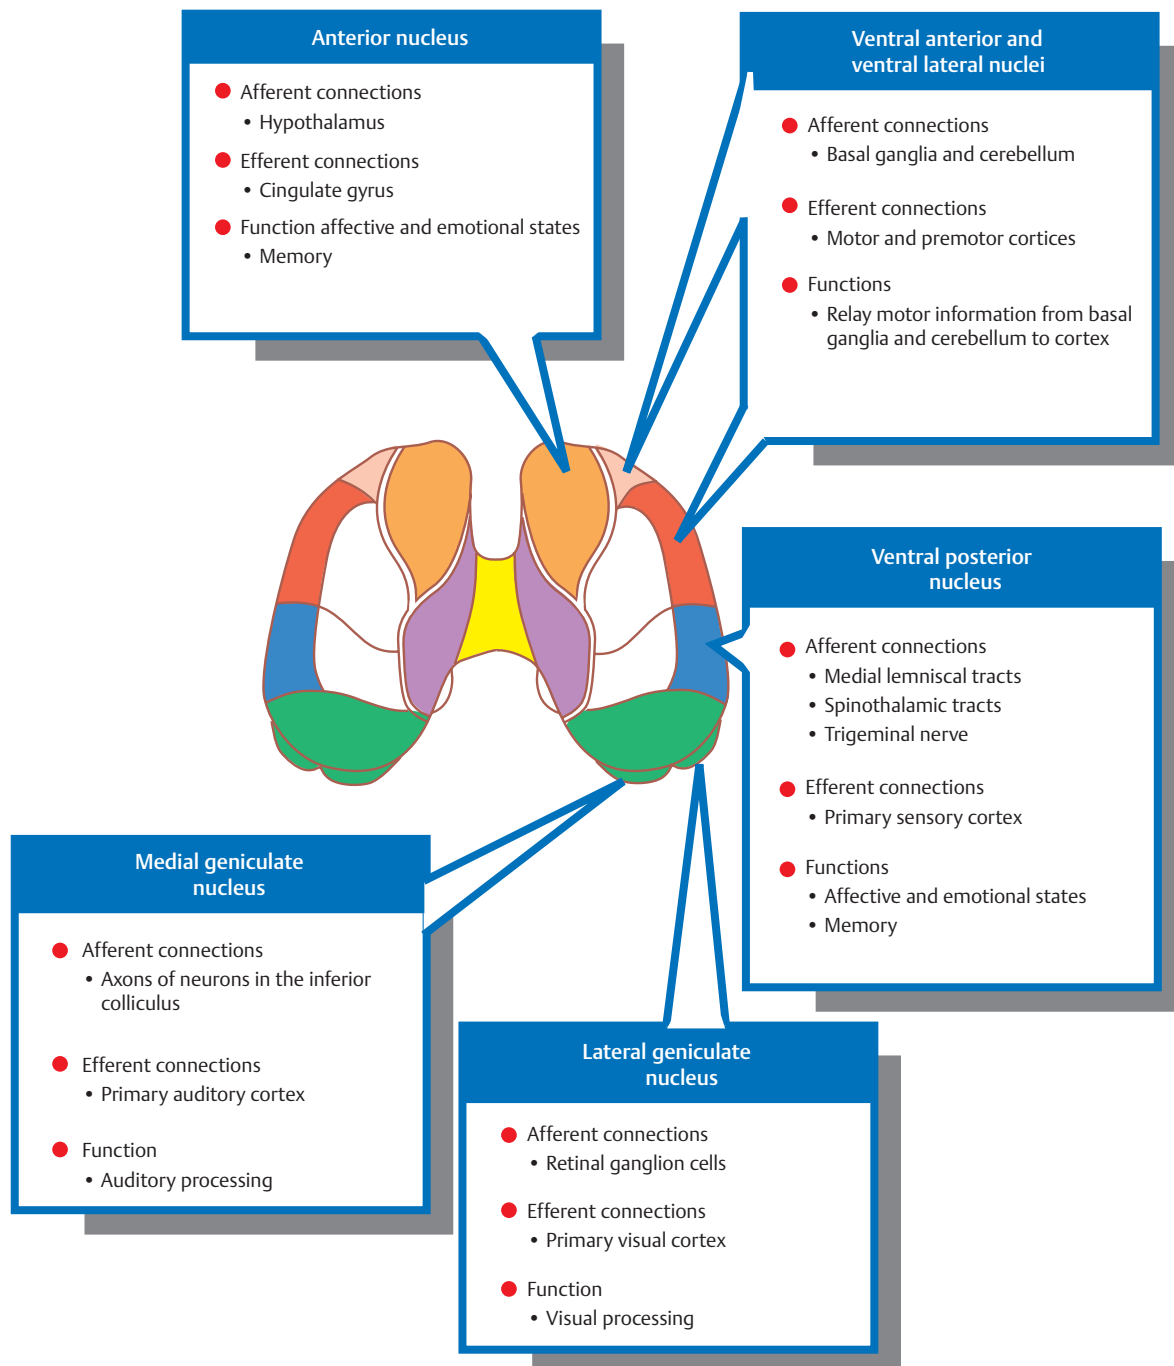 Anterior nucleus
● Afferent connections
• Hypothalamus
● Efferent connections
• Cingulate gyrus
● Function affective and emotional states
• Memory
Ventral anterior and
ventral lateral nuclei
● Afferent connections
• Basal ganglia and cerebellum
● Efferent connections
• Motor and premotor cortices
● Functions
• Relay motor information from basal
ganglia and cerebellum to cortex
Ventral posterior
nucleus
● Afferent connections
• Medial lemniscal tracts
• Spinothalamic tracts
• Trigeminal nerve
● Efferent connections
• Primary sensory cortex
● Functions
• Affective and emotional states
• Memory
Medial geniculate
nucleus
● Afferent connections
• Axons of neurons in the inferior
colliculus
● Efferent connections
• Primary auditory cortex
● Function
• Auditory processing
Lateral geniculate
nucleus
● Afferent connections
• Retinal ganglion cells
● Efferent connections
• Primary visual cortex
● Function
• Visual processing